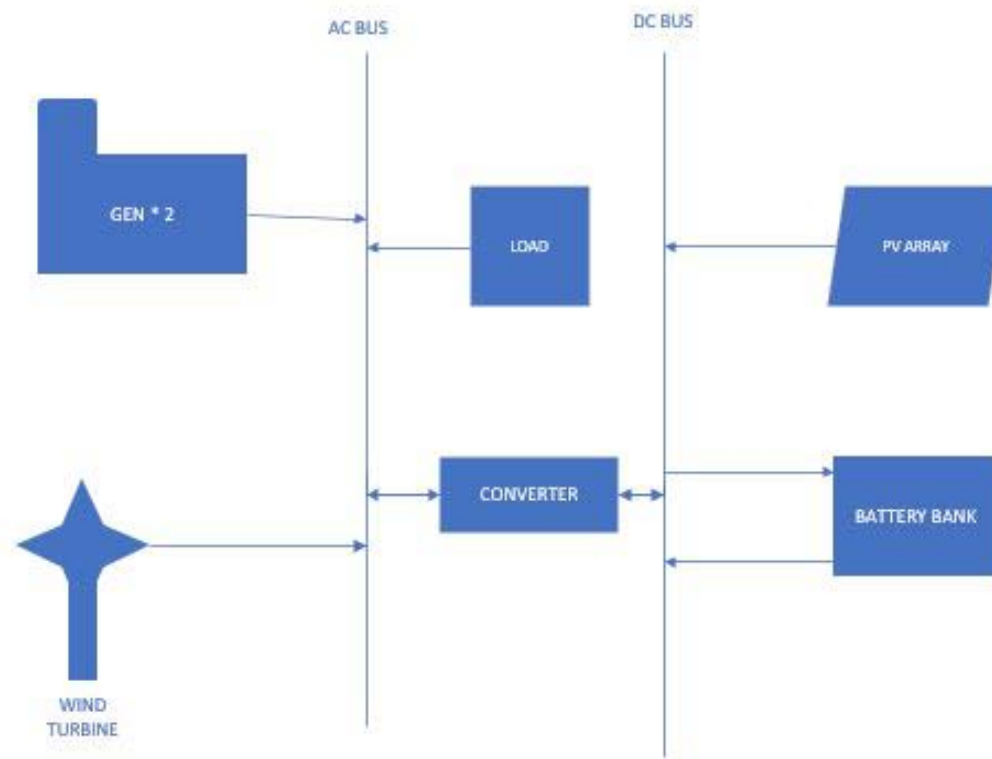 AC BUS
DC BUS
GEN * 2
LOAD
PV ARRAY
CONVERTER
BATTERY BANK
WIND
TURBINE